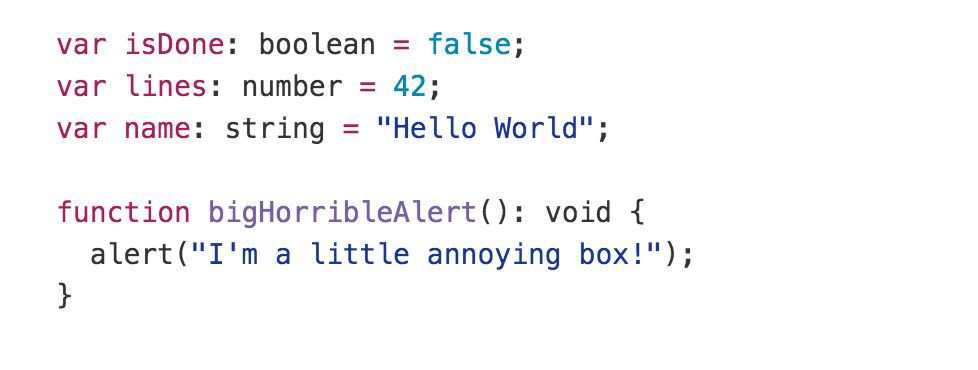 var isDone: boolean = false;
var lines: number = 42;
var name: string = "Hello World";

function bigHorribleAlert(): void {
  alert("I'm a little annoying box!");
}